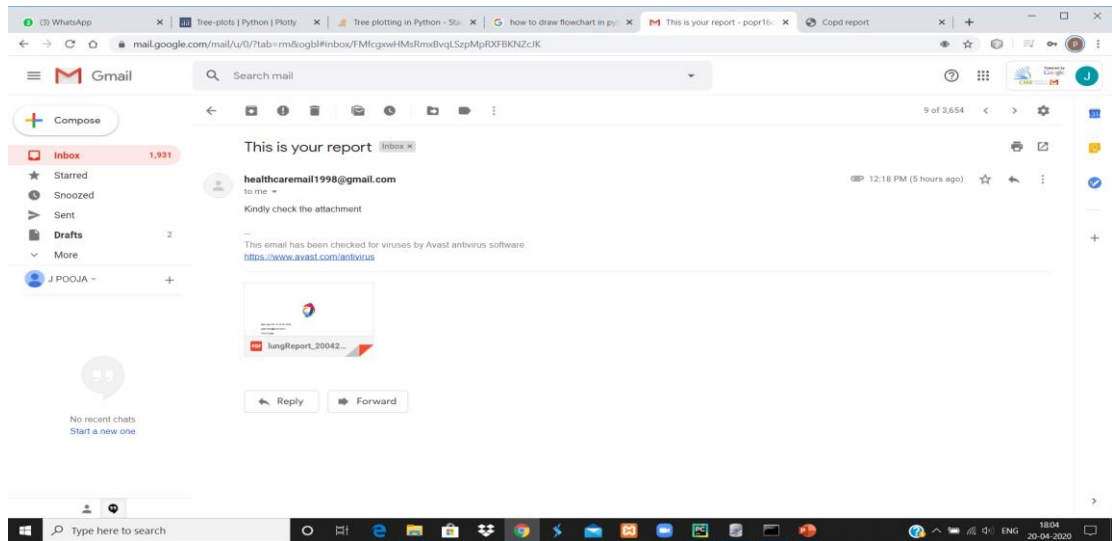 (3) WhatsApp
Tree-plots | Python | Plotly
Tree plotting in Python - Sta
how to draw flowchart in pyt
This is your report - popr16
Copd report
mail.google.com/mail/u/0/?tab=rm&ogbl#inbox/FMfcgxwHMsRmxBvqLSzpMpRXFBKNZcJK
Gmail
Search mail
Compose
9 of 3,654
Inbox 1,931
Starred
Snoozed
Sent
Drafts 2
More
J POOJA
This is your report Inbox x
healthcaremail1998@gmail.com
12:18 PM (5 hours ago)
to me
Kindly check the attachment
--
This email has been checked for viruses by Avast antivirus software.
https://www.avast.com/antivirus
PDF lungReport_20042...
Reply Forward
No recent chats
Start a new one
Type here to search
ENG
18:04
20-04-2020